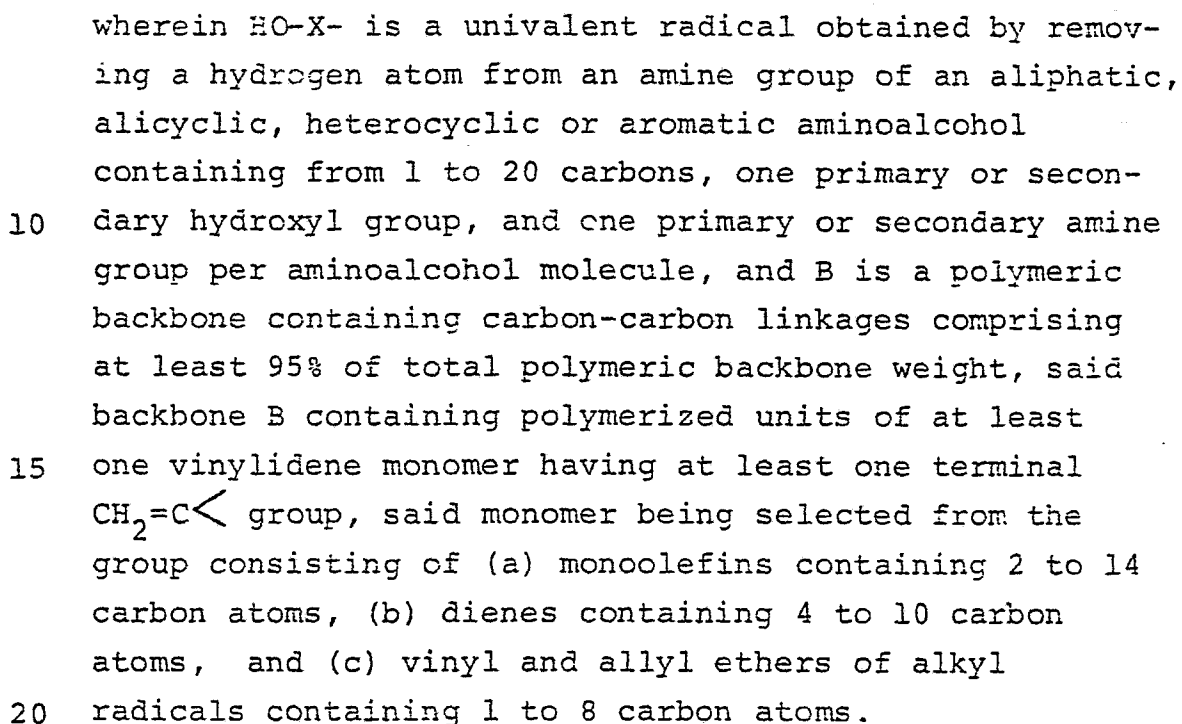 wherein HO-X- is a univalent radical obtained by remov-
ing a hydrogen atom from an amine group of an aliphatic,
alicyclic, heterocyclic or aromatic aminoalcohol
containing from 1 to 20 carbons, one primary or secon-
10 dary hydroxyl group, and one primary or secondary amine
group per aminoalcohol molecule, and B is a polymeric
backbone containing carbon-carbon linkages comprising
at least 95% of total polymeric backbone weight, said
backbone B containing polymerized units of at least
15 one vinylidene monomer having at least one terminal
CH₂=C< group, said monomer being selected from the
group consisting of (a) monoolefins containing 2 to 14
carbon atoms, (b) dienes containing 4 to 10 carbon
atoms, and (c) vinyl and allyl ethers of alkyl
20 radicals containing 1 to 8 carbon atoms.